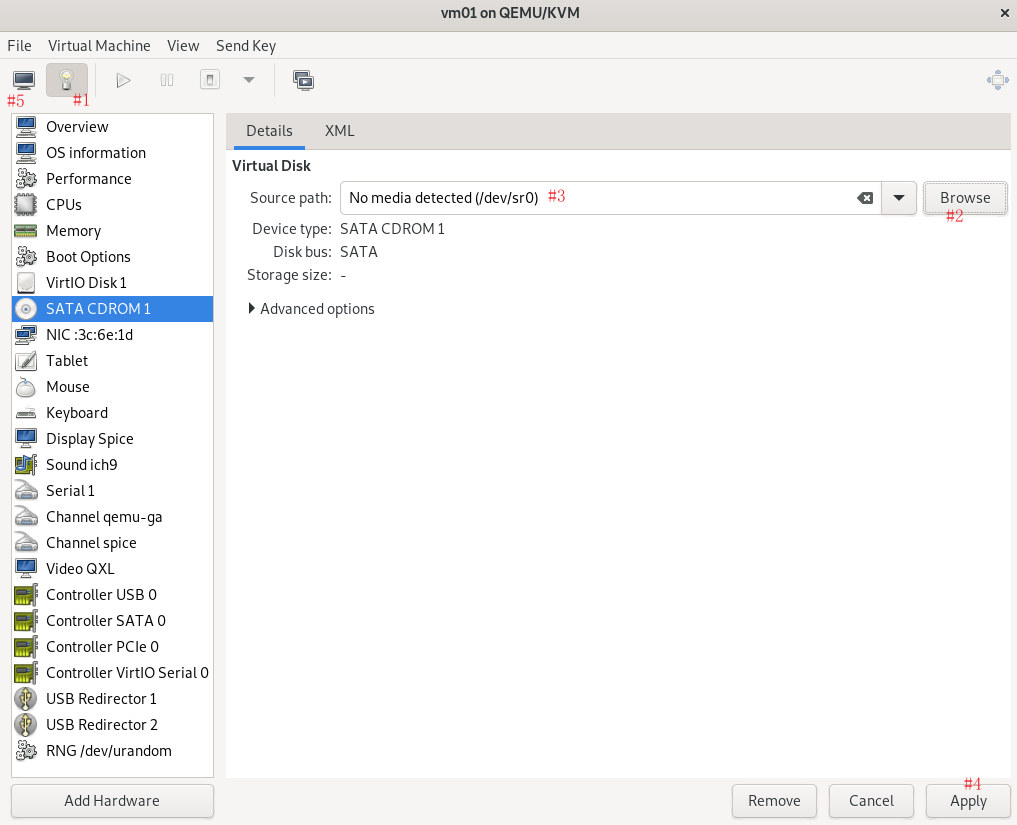 vm01 on QEMU/KVM
File Virtual Machine View Send Key
#5 #1
Overview
OS information
Performance
CPUs
Memory
Boot Options
VirtIO Disk 1
SATA CDROM 1
NIC :3c:6e:1d
Tablet
Mouse
Keyboard
Display Spice
Sound ich9
Serial 1
Channel qemu-ga
Channel spice
Video QXL
Controller USB 0
Controller SATA 0
Controller PCIe 0
Controller VirtIO Serial 0
USB Redirector 1
USB Redirector 2
RNG /dev/urandom
Add Hardware
Details XML
Virtual Disk
Source path: No media detected (/dev/sr0) #3 Browse
#2
Device type: SATA CDROM 1
Disk bus: SATA
Storage size: -
Advanced options
#4
Remove Cancel Apply